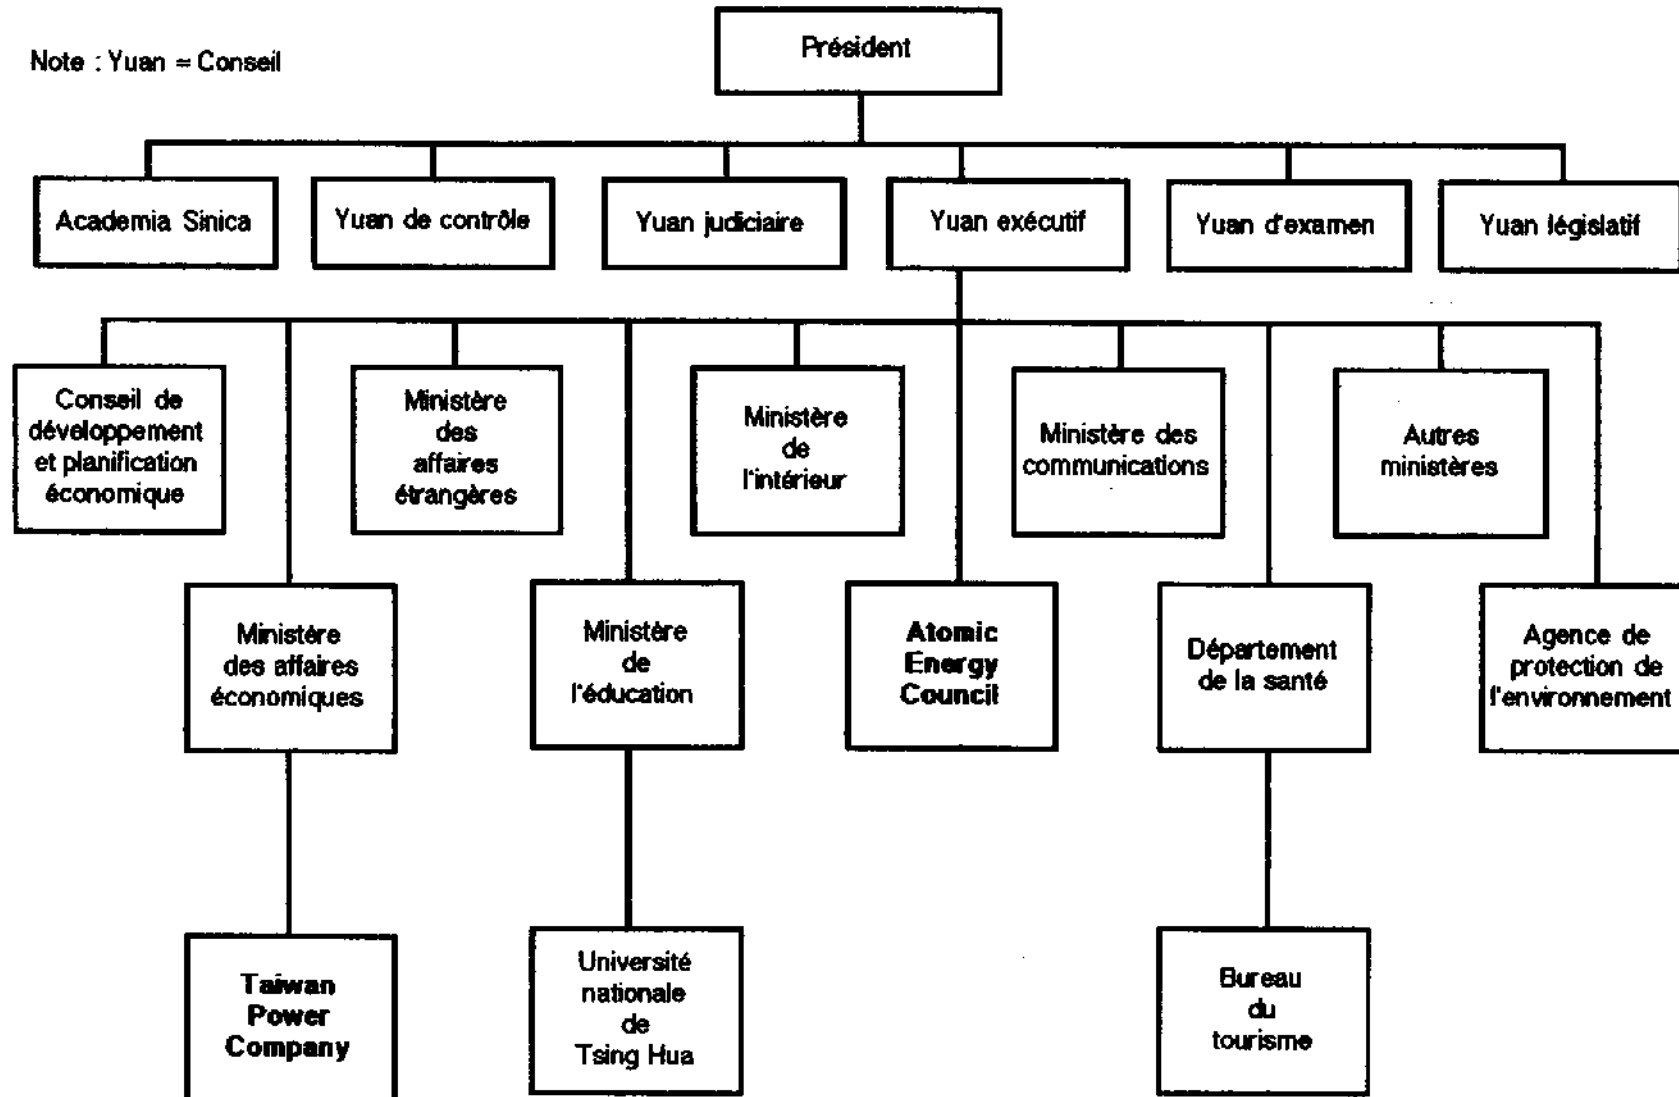 Président
Note : Yuan = Conseil
Academia Sinica
Yuan de contrôle
Yuan judiciaire
Yuan exécutif
Yuan d'examen
Yuan législatif
Conseil de
développement
et planification
économique
Ministère
des
affaires
étrangères
Ministère
de
l'intérieur
Ministère des
communications
Autres
ministères
Ministère
des affaires
économiques
Ministère
de
l'éducation
Atomic
Energy
Council
Département
de la santé
Agence de
protection de
l'environnement
Taiwan
Power
Company
Université
nationale
de
Tsing Hua
Bureau
du
tourisme